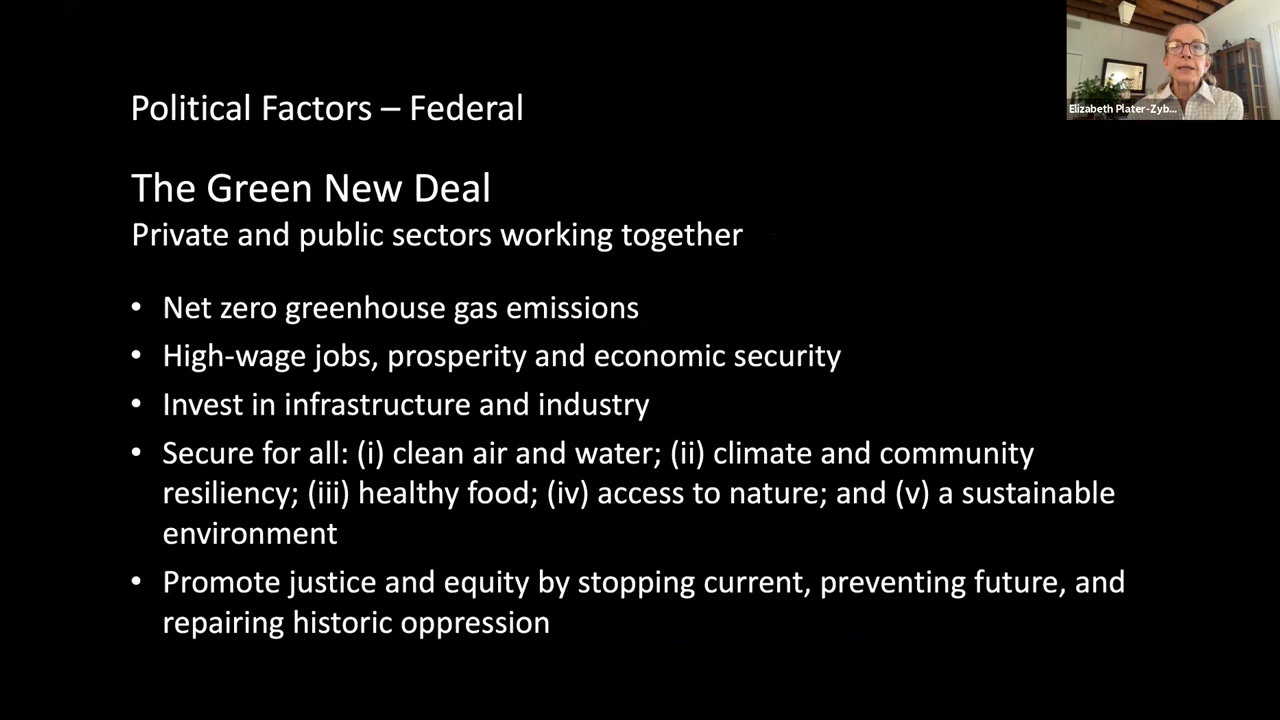 Political Factors – Federal
Elizabeth Plater-Zyb...
The Green New Deal
Private and public sectors working together
• Net zero greenhouse gas emissions
• High-wage jobs, prosperity and economic security
• Invest in infrastructure and industry
• Secure for all: (i) clean air and water; (ii) climate and community
resiliency; (iii) healthy food; (iv) access to nature; and (v) a sustainable
environment
• Promote justice and equity by stopping current, preventing future, and
repairing historic oppression